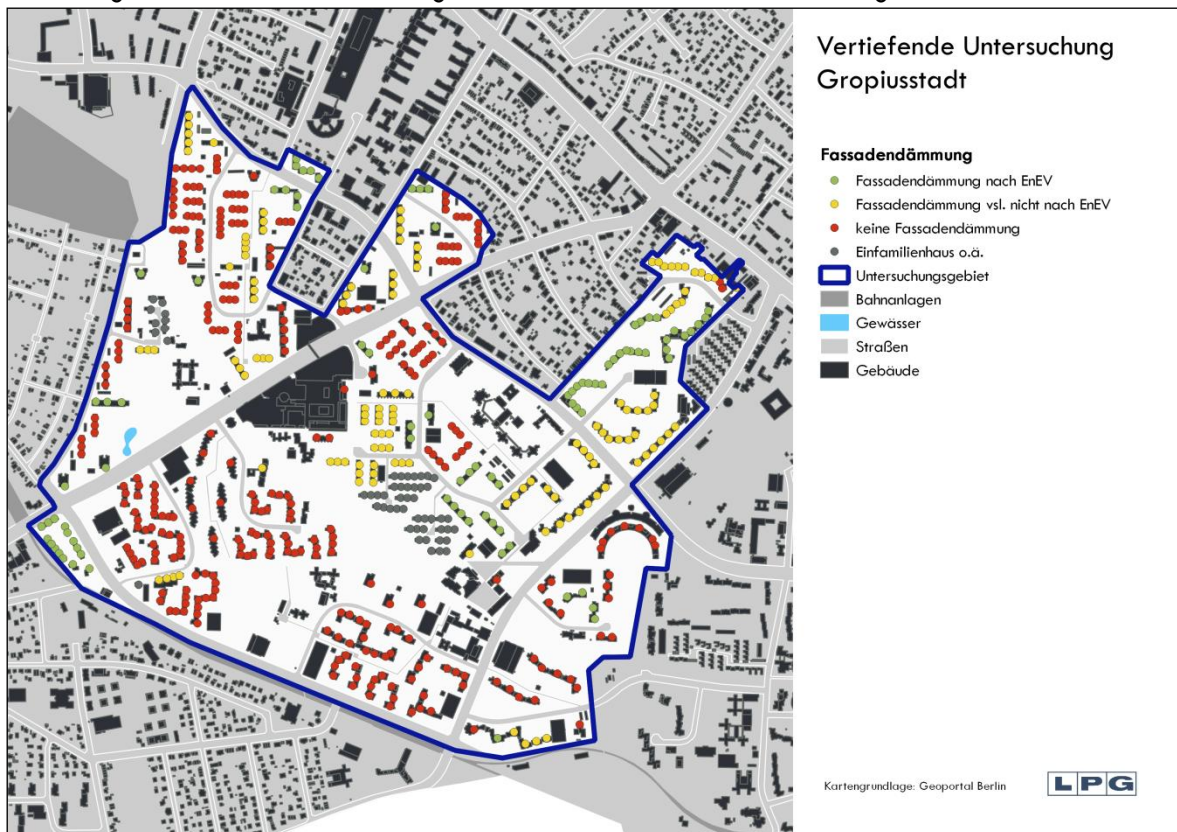 Vertiefende Untersuchung
Gropiusstadt
Fassadendämmung
Fassadendämmung nach EnEV
Fassadendämmung vsl. nicht nach EnEV
keine Fassadendämmung
Einfamilienhaus o.ä.
Untersuchungsgebiet
Bahnanlagen
Gewässer
Straßen
Gebäude
Kartengrundlage: Geoportal Berlin
LPG